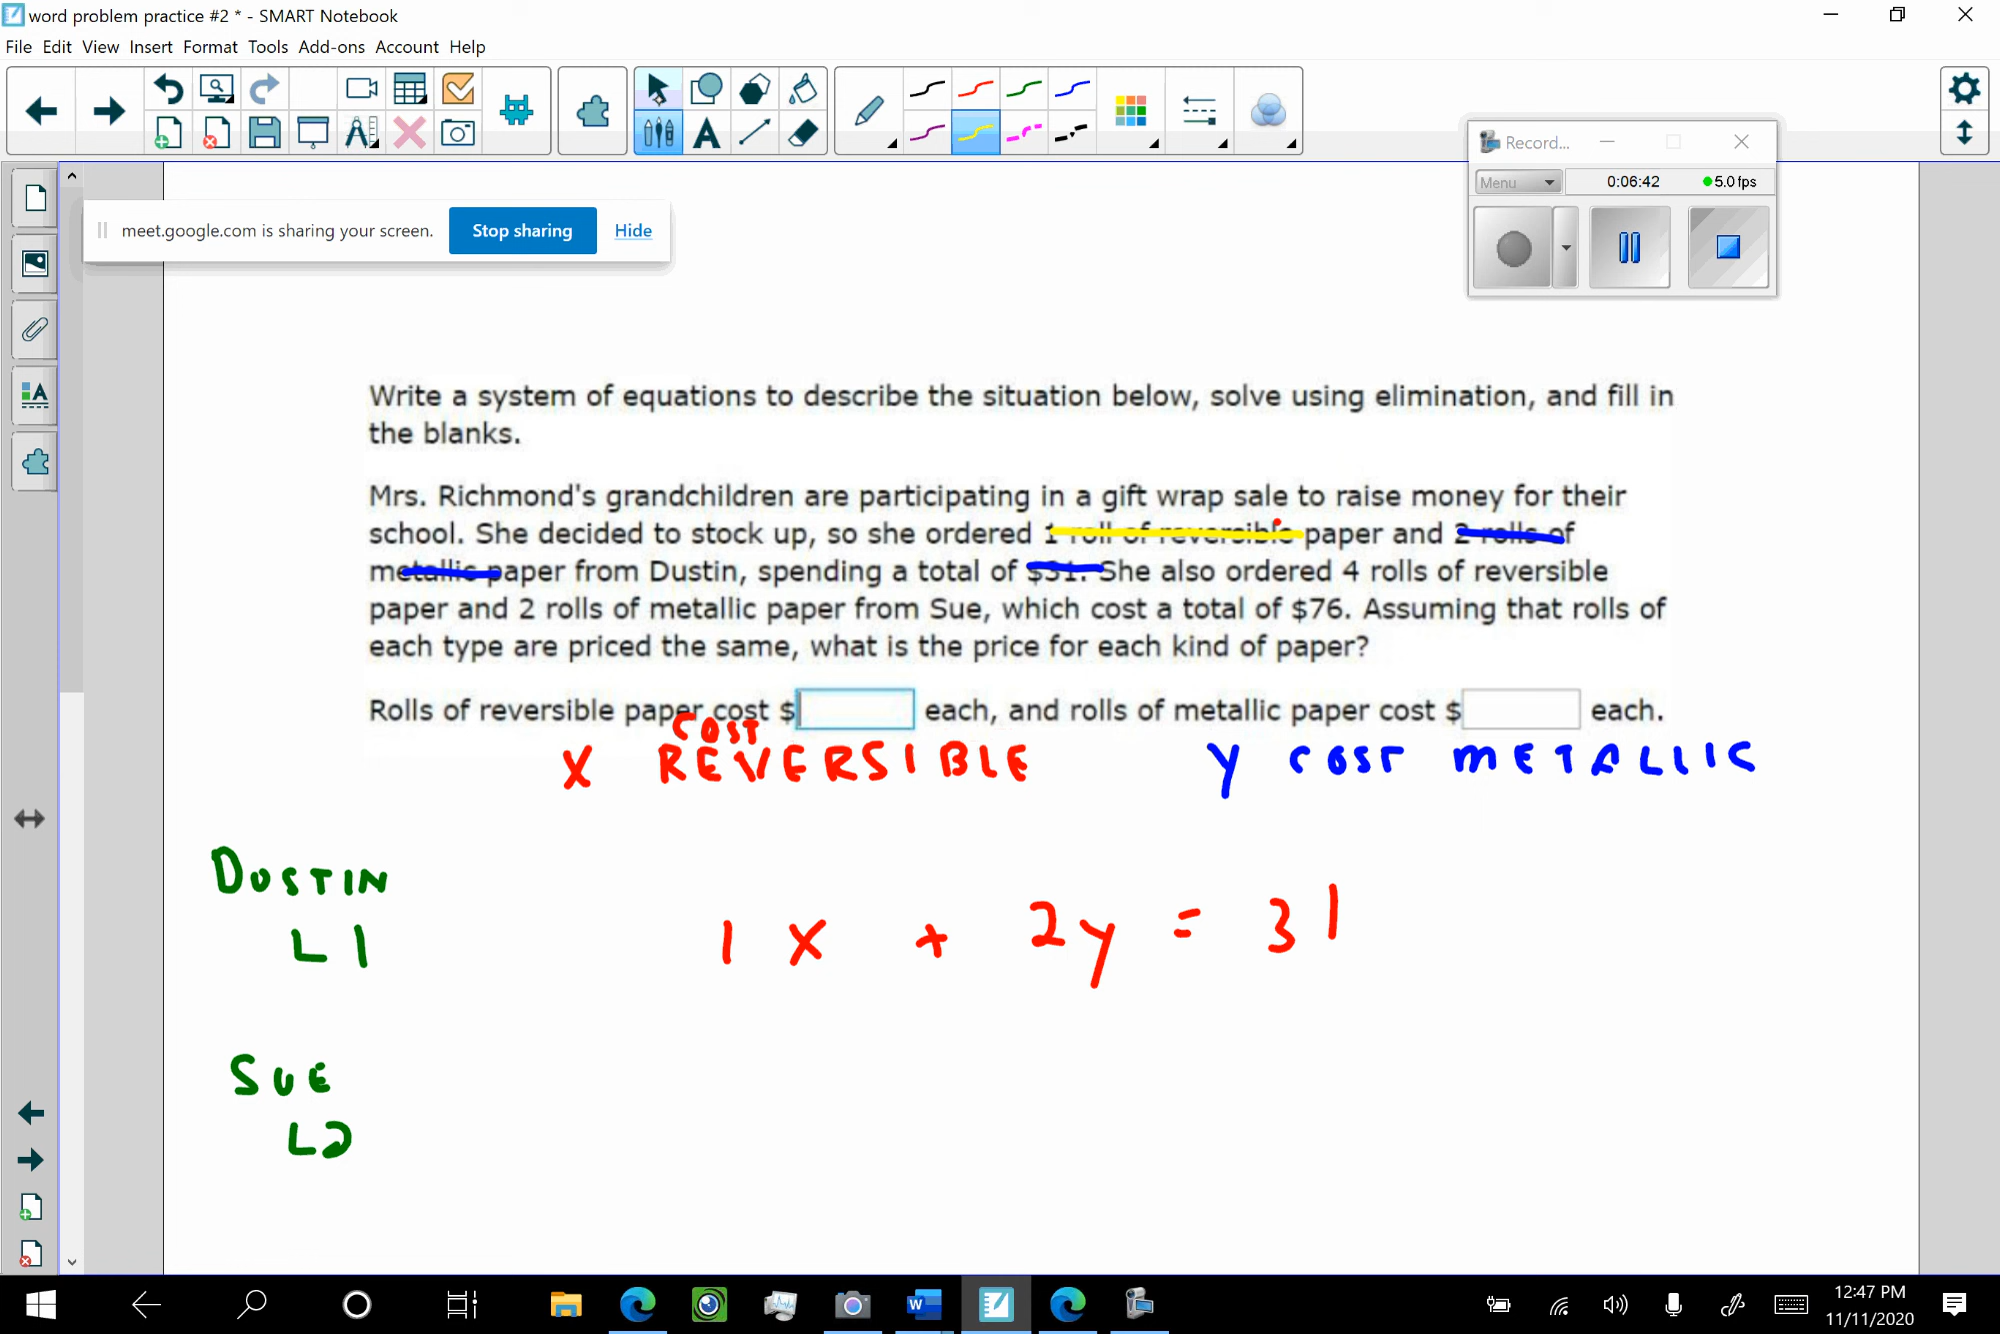 word problem practice #2 * - SMART Notebook
File Edit View Insert Format Tools Add-ons Account Help
Record...
Menu 0:06:42 5.0 fps
meet.google.com is sharing your screen. Stop sharing Hide
Write a system of equations to describe the situation below, solve using elimination, and fill in
the blanks.
Mrs. Richmond's grandchildren are participating in a gift wrap sale to raise money for their
school. She decided to stock up, so she ordered 1 roll of reversible paper and 2 rolls of
metallic paper from Dustin, spending a total of $31. She also ordered 4 rolls of reversible
paper and 2 rolls of metallic paper from Sue, which cost a total of $76. Assuming that rolls of
each type are priced the same, what is the price for each kind of paper?
Rolls of reversible paper cost $ each, and rolls of metallic paper cost $ each.
COST
X REVERSIBLE Y COST METALLIC
DUSTIN
L1 1x + 2y = 31
SUE
L2
12:47 PM
11/11/2020